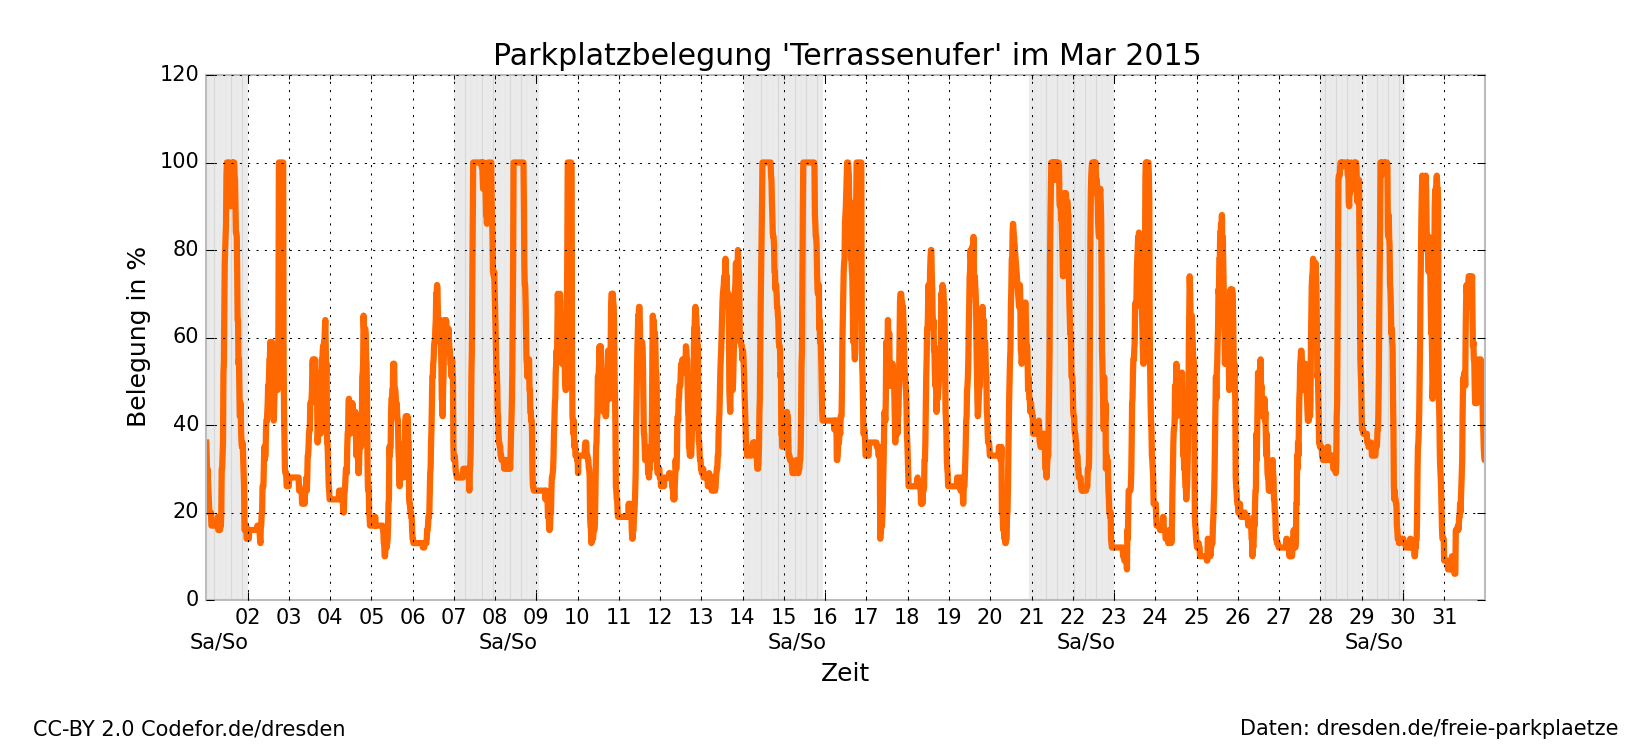 Parkplatzbelegung 'Terrassenufer' im Mar 2015
120
100
80
60
40
20
0
Belegung in %
02 03 04 05 06 07 08 09 10 11 12 13 14 15 16 17 18 19 20 21 22 23 24 25 26 27 28 29 30 31
Sa/So Sa/So Sa/So Sa/So Sa/So
Zeit
CC-BY 2.0 Codefor.de/dresden
Daten: dresden.de/freie-parkplaetze